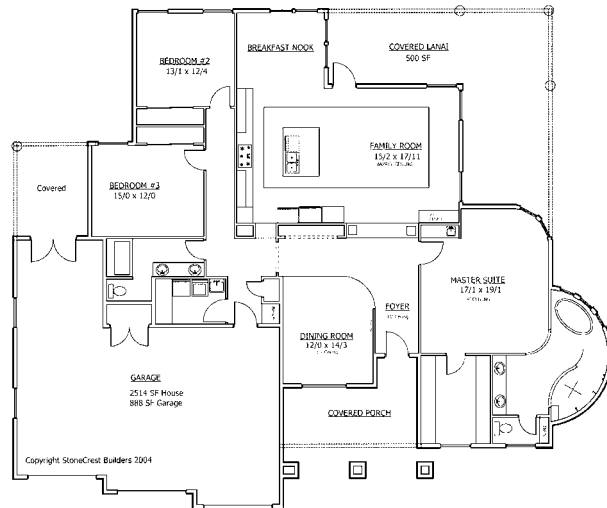 BEDROOM #2
13/1 x 12/4
BREAKFAST NOOK
COVERED LANAI
500 SF
FAMILY ROOM
15/2 x 17/11
Covered
BEDROOM #3
15/0 x 12/0
MASTER SUITE
17/1 x 19/1
FOYER
DINING ROOM
12/0 x 14/3
GARAGE
2514 SF House
888 SF Garage
COVERED PORCH
Copyright StoneCrest Builders 2004